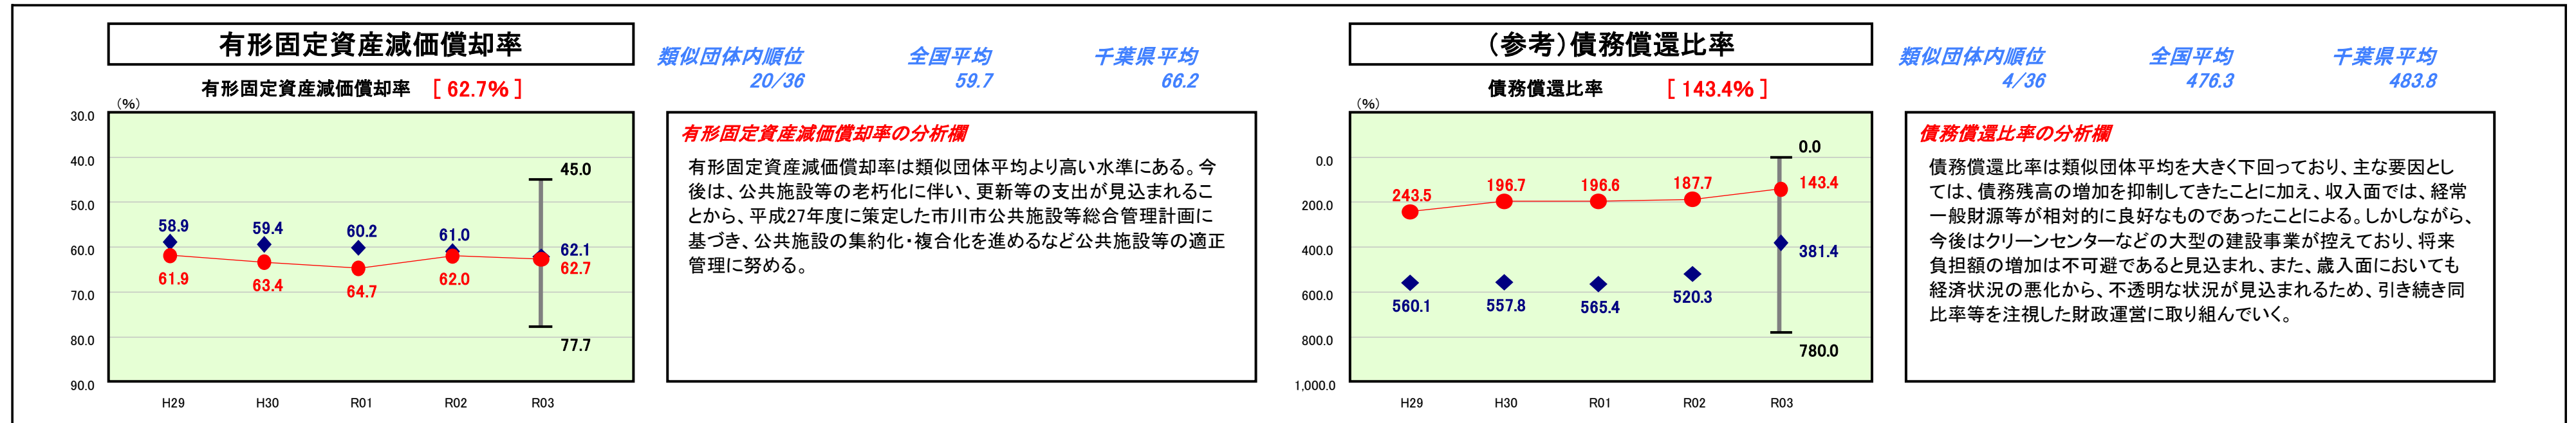 有形固定資産減価償却率
類似団体内順位 全国平均 千葉県平均
20/36 59.7 66.2
有形固定資産減価償却率 [ 62.7% ]
(%)
30.0
40.0
50.0
60.0
70.0
80.0
90.0
45.0
58.9 59.4 60.2 61.0 62.1
61.9 63.4 64.7 62.0 62.7
77.7
H29 H30 R01 R02 R03
有形固定資産減価償却率の分析欄
有形固定資産減価償却率は類似団体平均より高い水準にある。今
後は、公共施設等の老朽化に伴い、更新等の支出が見込まれるこ
とから、平成27年度に策定した市川市公共施設等総合管理計画に
基づき、公共施設の集約化・複合化を進めるなど公共施設等の適正
管理に努める。
(参考)債務償還比率
類似団体内順位 全国平均 千葉県平均
4/36 476.3 483.8
債務償還比率 [ 143.4% ]
(%)
0.0
200.0
400.0
600.0
800.0
1,000.0
0.0
243.5 196.7 196.6 187.7 143.4
560.1 557.8 565.4 520.3 381.4
780.0
H29 H30 R01 R02 R03
債務償還比率の分析欄
債務償還比率は類似団体平均を大きく下回っており、主な要因とし
ては、債務残高の増加を抑制してきたことに加え、収入面では、経常
一般財源等が相対的に良好なものであったことによる。しかしながら、
今後はクリーンセンターなどの大型の建設事業が控えており、将来
負担額の増加は不可避であると見込まれ、また、歳入面においても
経済状況の悪化から、不透明な状況が見込まれるため、引き続き同
比率等を注視した財政運営に取り組んでいく。